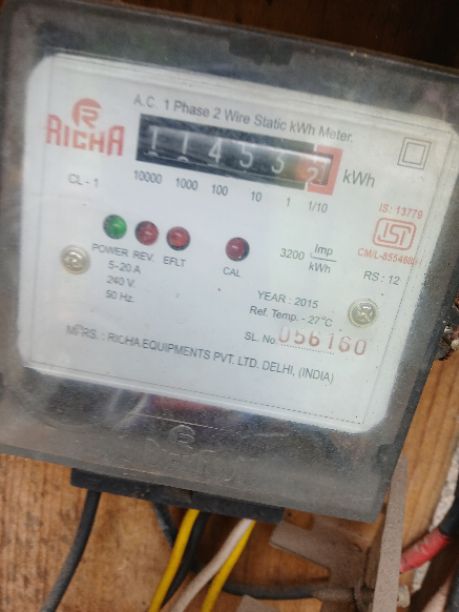 A.C. 1 Phase 2 Wire Static kWh Meter.
RICHA
114532 kWh
CL - 1
10000 1000 100 10 1 1/10
IS : 13779
3200 Imp/kWh
RS : 12
POWER REV. EFLT
CAL
5-20 A
240 V.
50 Hz.
YEAR : 2015
Ref. Temp. - 27°C
SL. No. 056160
MFRS. : RICHA EQUIPMENTS PVT. LTD. DELHI, (INDIA)